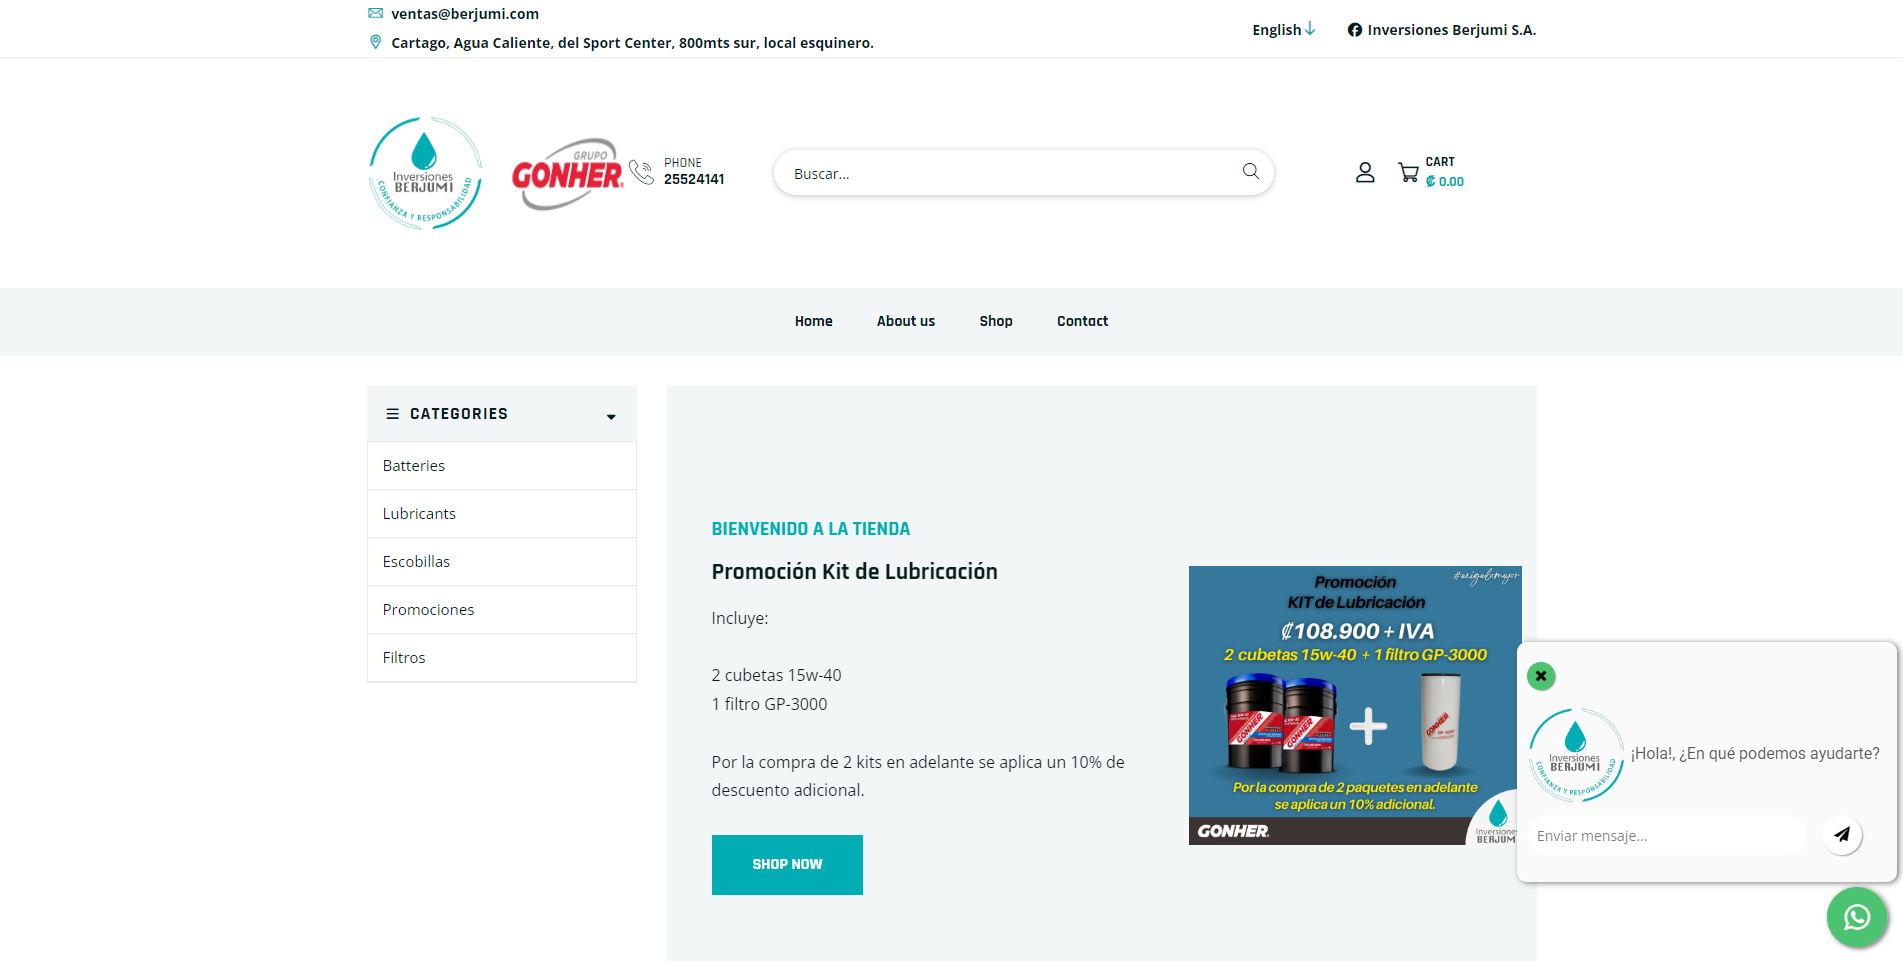 ventas@berjumi.com
Cartago, Agua Caliente, del Sport Center, 800mts sur, local esquinero.
English
Inversiones Berjumi S.A.
Inversiones
BERJUMI
CONFIANZA Y RESPONSABILIDAD
GRUPO
GONHER
PHONE
25524141
Buscar...
CART
₡ 0.00
Home
About us
Shop
Contact
CATEGORIES
Batteries
Lubricants
Escobillas
Promociones
Filtros
BIENVENIDO A LA TIENDA
Promoción Kit de Lubricación
Incluye:
2 cubetas 15w-40
1 filtro GP-3000
Por la compra de 2 kits en adelante se aplica un 10% de
descuento adicional.
SHOP NOW
#exigelomejor
Promoción
KIT de Lubricación
₡108.900 + IVA
2 cubetas 15w-40 + 1 filtro GP-3000
GONHER
GONHER
GONHER
Por la compra de 2 paquetes en adelante
se aplica un 10% adicional.
GONHER
Inversiones
BERJUMI
¡Hola!, ¿En qué podemos ayudarte?
Inversiones
BERJUMI
CONFIANZA Y RESPONSABILIDAD
Enviar mensaje...